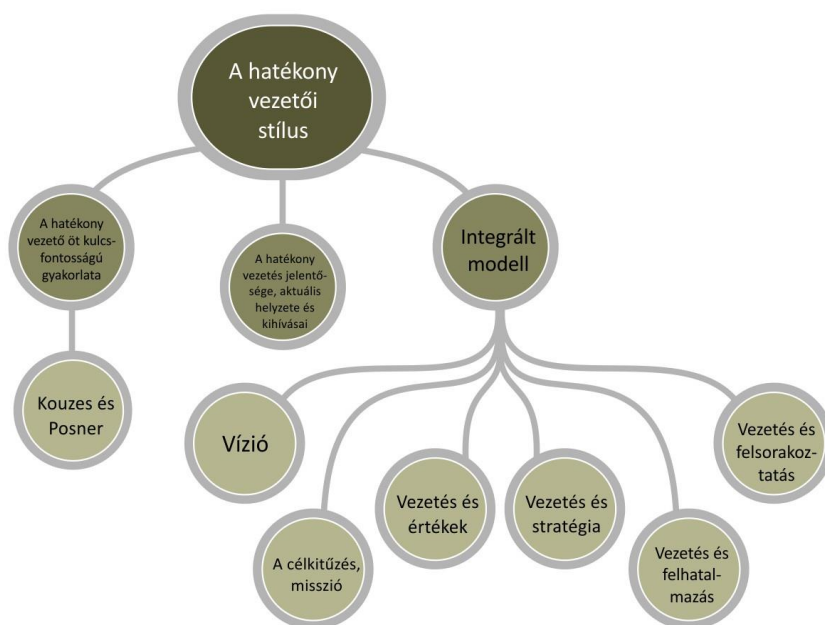 A hatékony
vezetői
stílus
A hatékony
vezető öt kulcs-
fontosságú
gyakorlata
A hatékony
vezetés jelentő-
sége, aktuális
helyzete és
kihívásai
Integrált
modell
Kouzes és
Posner
Vízió
A célkitűzés,
misszió
Vezetés és
értékek
Vezetés és
stratégia
Vezetés és
felhatal-
mazás
Vezetés és
felsorakoz-
tatás